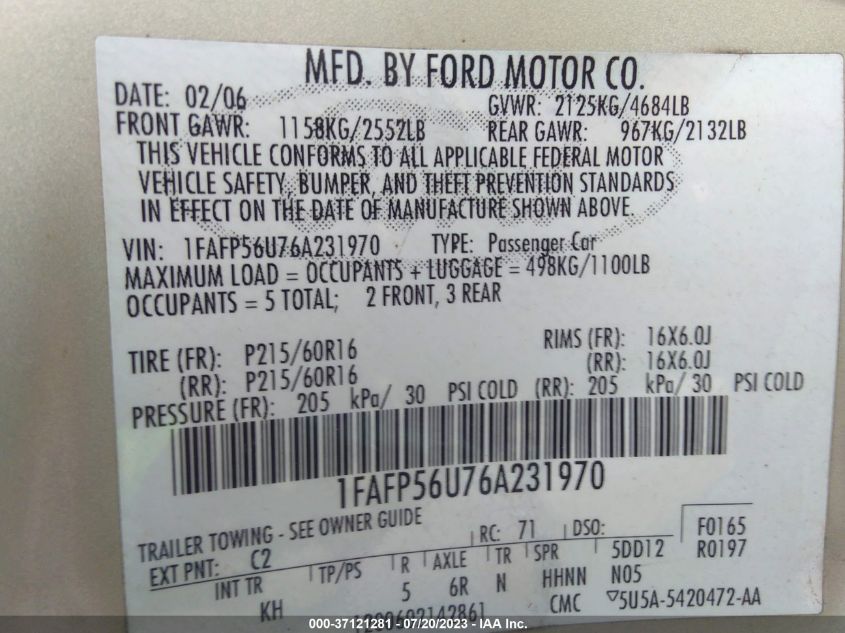 MFD. BY FORD MOTOR CO.
DATE: 02/06 GVWR: 2125KG/4684LB
FRONT GAWR: 1158KG/2552LB REAR GAWR: 967KG/2132LB
THIS VEHICLE CONFORMS TO ALL APPLICABLE FEDERAL MOTOR
VEHICLE SAFETY, BUMPER, AND THEFT PREVENTION STANDARDS
IN EFFECT ON THE DATE OF MANUFACTURE SHOWN ABOVE.
VIN: 1FAFP56U76A231970 TYPE: Passenger Car
MAXIMUM LOAD = OCCUPANTS + LUGGAGE = 498KG/1100LB
OCCUPANTS = 5 TOTAL; 2 FRONT, 3 REAR
TIRE (FR): P215/60R16 RIMS (FR): 16X6.0J
(RR): P215/60R16 (RR): 16X6.0J
PRESSURE (FR): 205 kPa/ 30 PSI COLD (RR): 205 kPa/ 30 PSI COLD
1FAFP56U76A231970
TRAILER TOWING - SEE OWNER GUIDE RC: 71 DSO: F0165
EXT PNT: C2 5DD12 R0197
INT TR TP/PS R AXLE TR SPR N05
KH 5 6R N HHNN
CMC ▽5U5A-5420472-AA
000-37121281 - 07/20/2023 - IAA Inc.